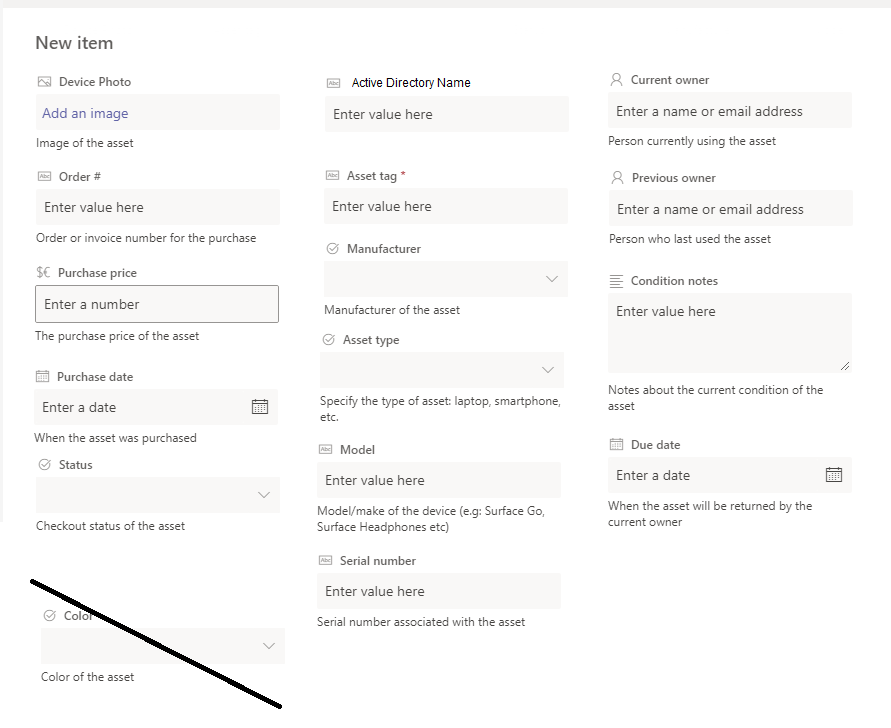 New item
Device Photo
Add an image
Image of the asset
Order #
Enter value here
Order or invoice number for the purchase
$€ Purchase price
Enter a number
The purchase price of the asset
Purchase date
Enter a date
When the asset was purchased
Status
Checkout status of the asset
Color
Color of the asset
Abc Active Directory Name
Enter value here
Abc Asset tag *
Enter value here
Manufacturer
Manufacturer of the asset
Asset type
Specify the type of asset: laptop, smartphone,
etc.
Abc Model
Enter value here
Model/make of the device (e.g: Surface Go,
Surface Headphones etc)
Abc Serial number
Enter value here
Serial number associated with the asset
Current owner
Enter a name or email address
Person currently using the asset
Previous owner
Enter a name or email address
Person who last used the asset
Condition notes
Enter value here
Notes about the current condition of the
asset
Due date
Enter a date
When the asset will be returned by the
current owner